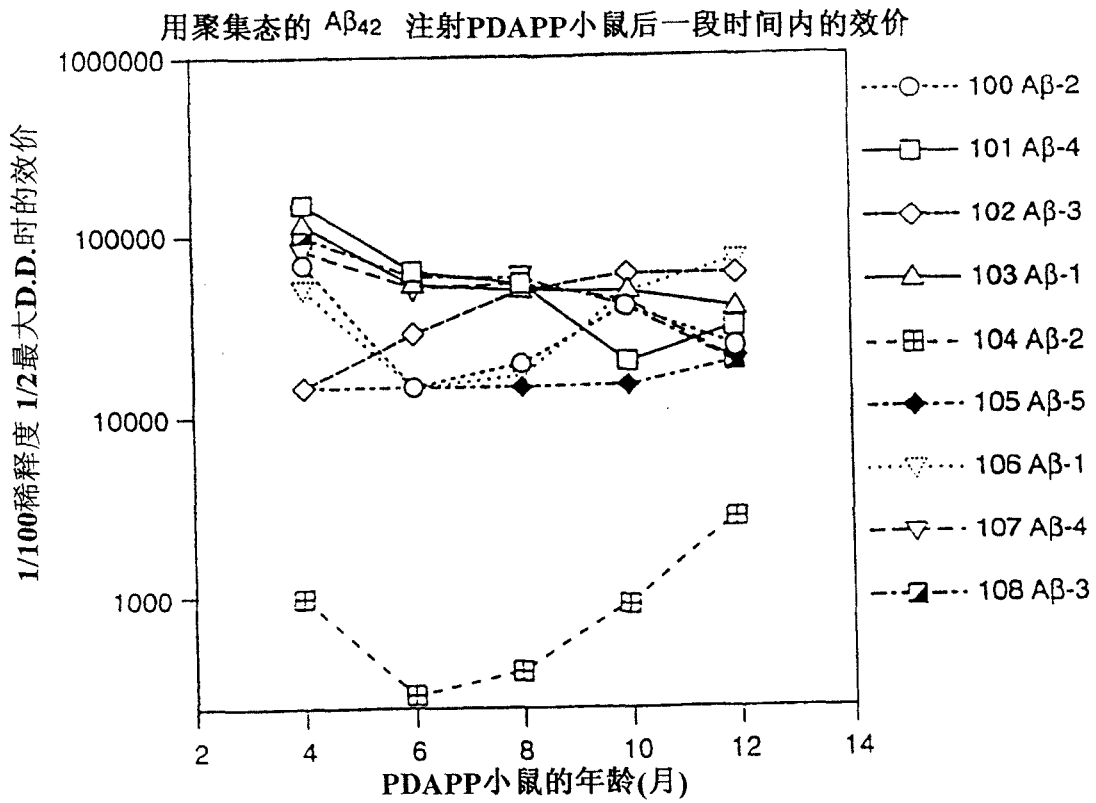 用聚集态的 Aβ42 注射PDAPP小鼠后一段时间内的效价
1000000
100000
10000
1000
1/100稀释度 1/2最大D.D.时的效价
2 4 6 8 10 12 14
PDAPP小鼠的年龄(月)
100 Aβ-2
101 Aβ-4
102 Aβ-3
103 Aβ-1
104 Aβ-2
105 Aβ-5
106 Aβ-1
107 Aβ-4
108 Aβ-3